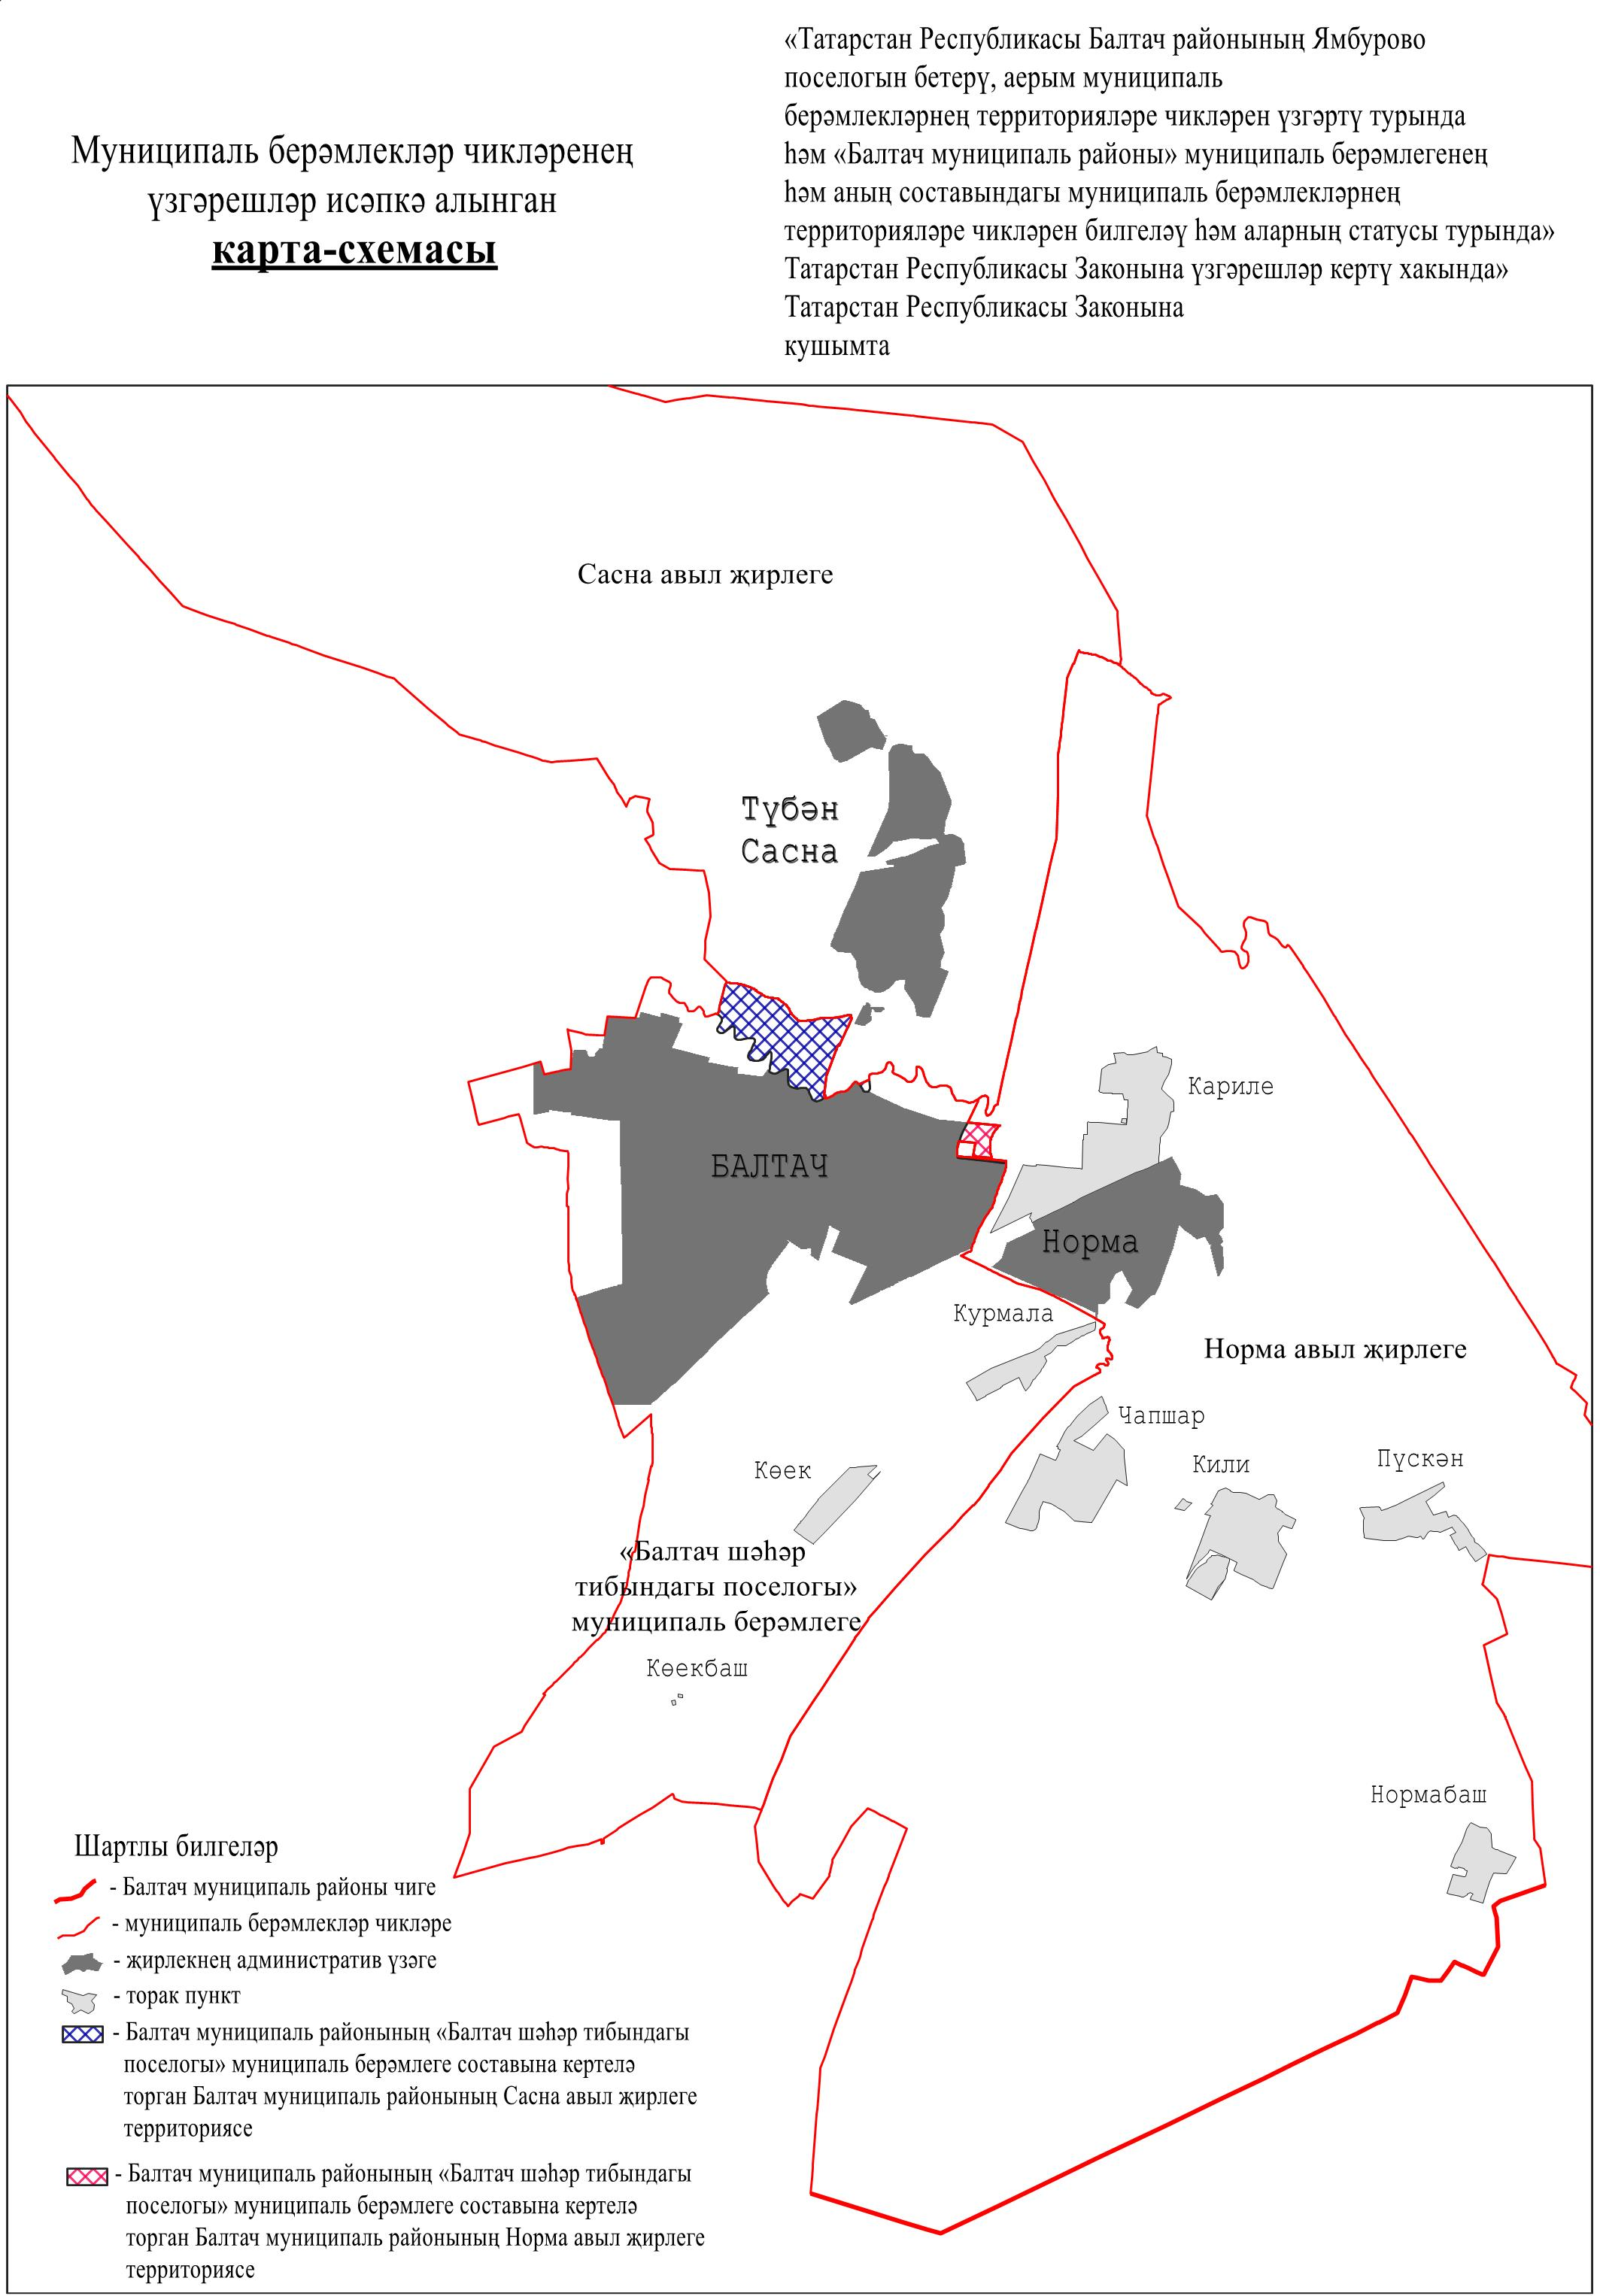 «Татарстан Республикасы Балтач районының Ямбурово
поселогын бетерү, аерым муниципаль
берәмлекләрнең территорияләре чикләрен үзгәртү турында
һәм «Балтач муниципаль районы» муниципаль берәмлегенең
һәм аның составындагы муниципаль берәмлекләрнең
территорияләре чикләрен билгеләү һәм аларның статусы турында»
Татарстан Республикасы Законына үзгәрешләр кертү хакында»
Татарстан Республикасы Законына
кушымта
Муниципаль берәмлекләр чикләренең
үзгәрешләр исәпкә алынган
карта-схемасы
Сасна авыл җирлеге
Түбән
Сасна
Кариле
БАЛТАЧ
Норма
Курмала
Норма авыл җирлеге
Чапшар
Көек
Кили
Пүскән
«Балтач шәһәр
тибындагы поселогы»
муниципаль берәмлеге
Көекбаш
Нормабаш
Шартлы билгеләр
- Балтач муниципаль районы чиге
- муниципаль берәмлекләр чикләре
- җирлекнең административ үзәге
- торак пункт
- Балтач муниципаль районының «Балтач шәһәр тибындагы
поселогы» муниципаль берәмлеге составына кертелә
торган Балтач муниципаль районының Сасна авыл җирлеге
территориясе
- Балтач муниципаль районының «Балтач шәһәр тибындагы
поселогы» муниципаль берәмлеге составына кертелә
торган Балтач муниципаль районының Норма авыл җирлеге
территориясе